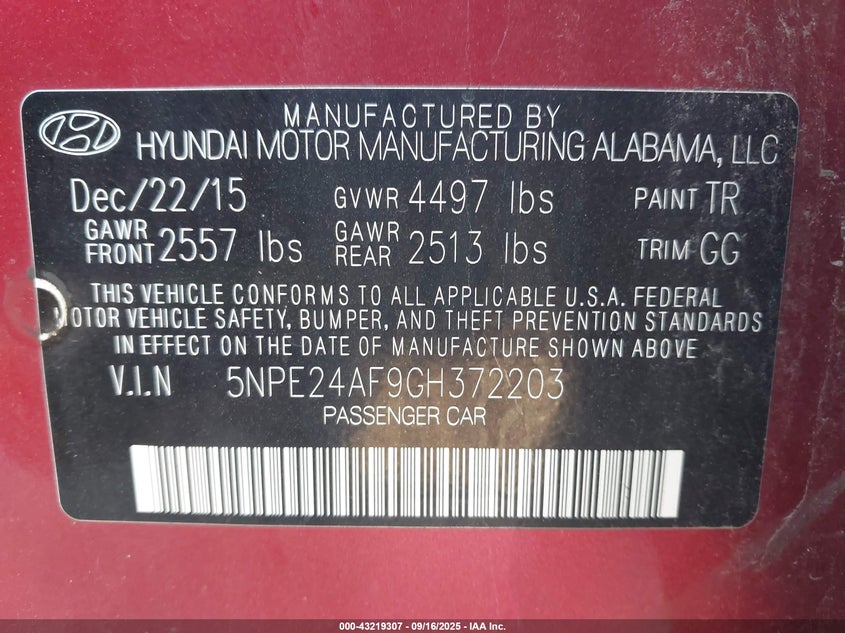 MANUFACTURED BY
HYUNDAI MOTOR MANUFACTURING ALABAMA, LLC
Dec/22/15 GVWR 4497 lbs PAINT TR
GAWR FRONT 2557 lbs GAWR REAR 2513 lbs TRIM GG
THIS VEHICLE CONFORMS TO ALL APPLICABLE U.S.A. FEDERAL
MOTOR VEHICLE SAFETY, BUMPER, AND THEFT PREVENTION STANDARDS
IN EFFECT ON THE DATE OF MANUFACTURE SHOWN ABOVE
V.I.N 5NPE24AF9GH372203
PASSENGER CAR
000-43219307 - 09/16/2025 - IAA Inc.